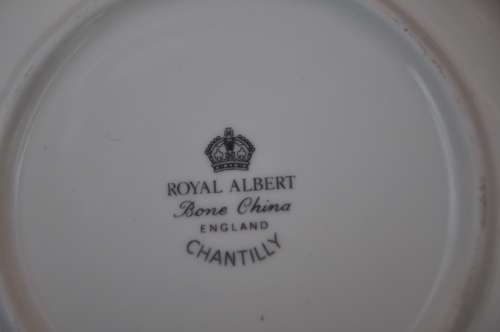 ROYAL ALBERT
Bone China
ENGLAND
CHANTILLY